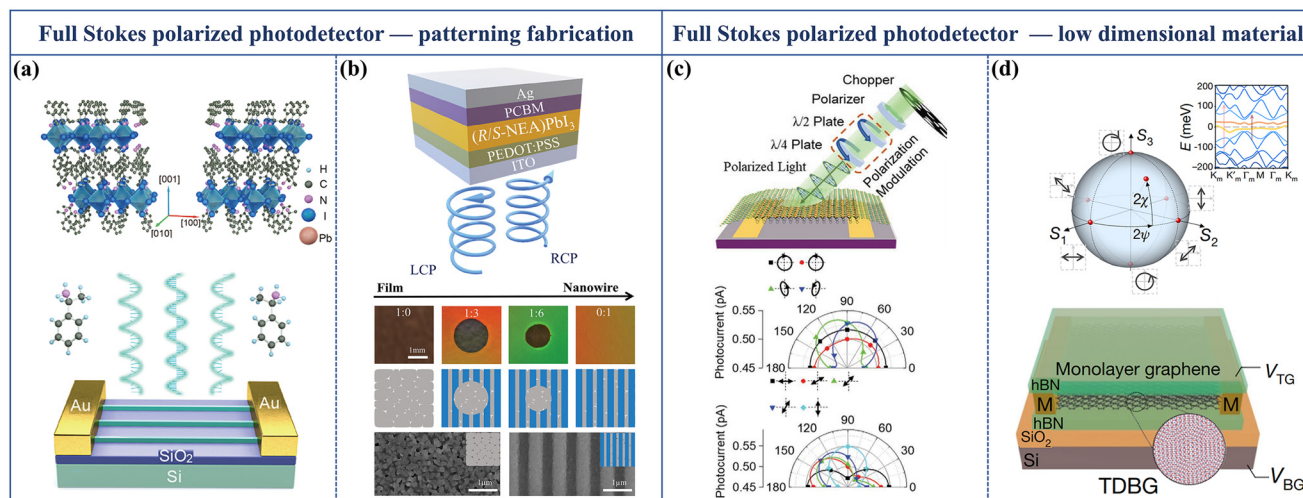 Full Stokes polarized photodetector — patterning fabrication
Full Stokes polarized photodetector — low dimensional material
(a)
[001]
[100]
[010]
H
C
N
I
Pb
Au
Au
SiO2
Si
(b)
Ag
PCBM
(R/S-NEA)PbI3
PEDOT:PSS
ITO
LCP
RCP
Film
Nanowire
1:0
1:3
1:6
0:1
1mm
1μm
1μm
(c)
Chopper
Polarizer
λ/2 Plate
λ/4 Plate
Polarized Light
Polarization
Modulation
Photocurrent (pA)
0.55
0.50
0.45
90
120
60
150
30
180
0
Photocurrent (pA)
0.55
0.50
0.45
90
120
60
150
30
180
0
(d)
E (meV)
200
100
0
−100
−200
Km K′m Γm M Γm Km
S3
2χ
2ψ
S1
S2
Monolayer graphene
hBN
M
M
hBN
SiO2
Si
VTG
TDBG
VBG